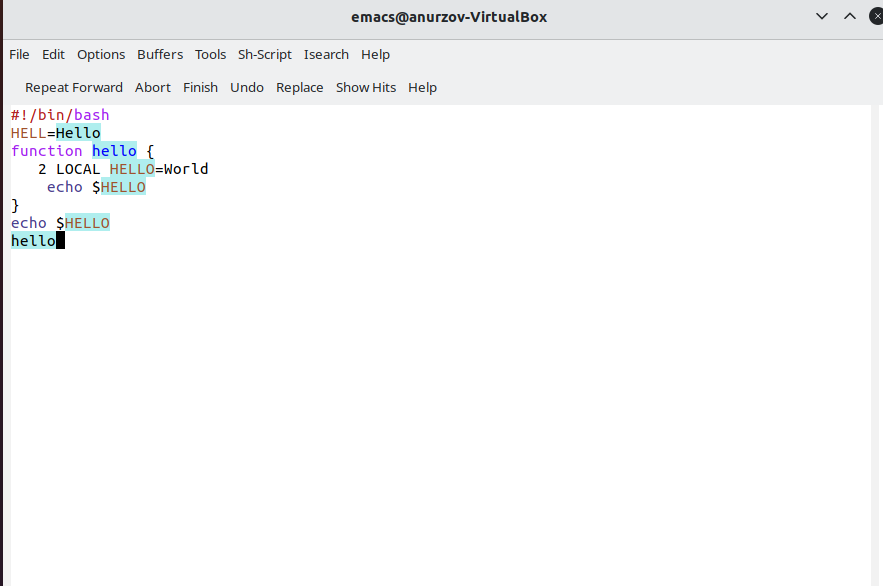 emacs@anurzov-VirtualBox
File Edit Options Buffers Tools Sh-Script Isearch Help
Repeat Forward Abort Finish Undo Replace Show Hits Help
#!/bin/bash
HELL=Hello
function hello {
   2 LOCAL HELLO=World
    echo $HELLO
}
echo $HELLO
hello